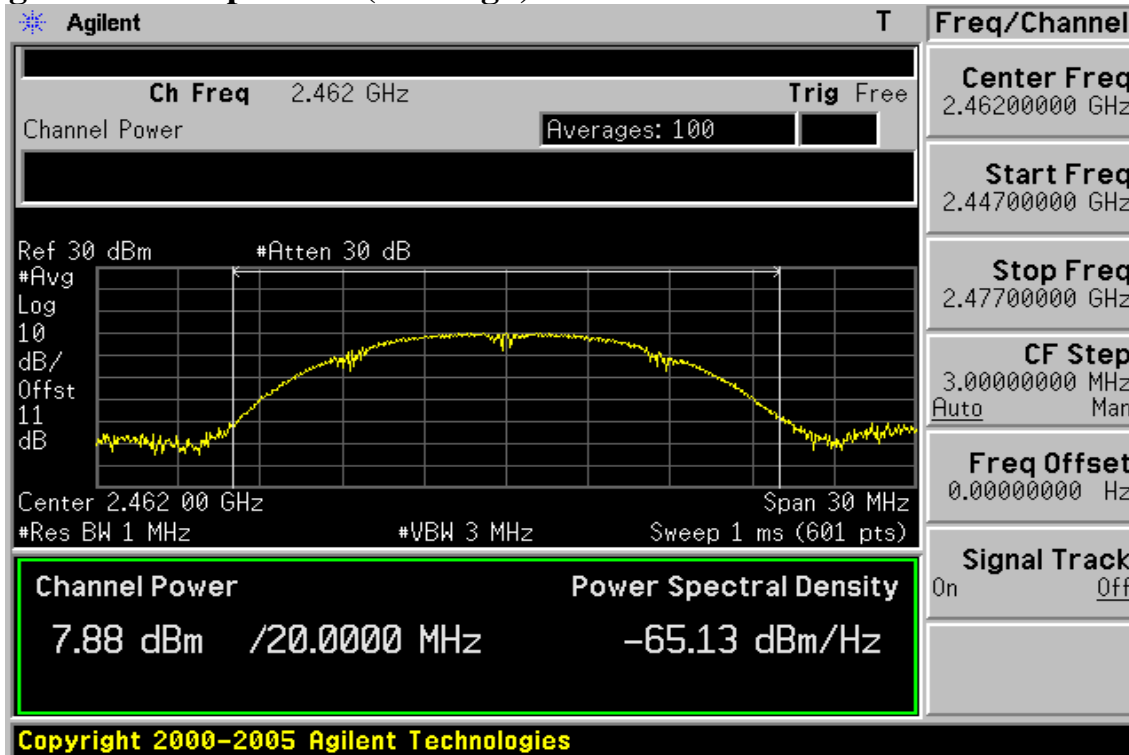 Agilent T
Ch Freq 2.462 GHz Trig Free
Channel Power Averages: 100
Ref 30 dBm #Atten 30 dB
#Avg
Log
10
dB/
Offst
11
dB
Center 2.462 00 GHz Span 30 MHz
#Res BW 1 MHz #VBW 3 MHz Sweep 1 ms (601 pts)
Channel Power Power Spectral Density
7.88 dBm /20.0000 MHz -65.13 dBm/Hz
Copyright 2000-2005 Agilent Technologies
Freq/Channel
Center Freq
2.46200000 GHz
Start Freq
2.44700000 GHz
Stop Freq
2.47700000 GHz
CF Step
3.00000000 MHz
Auto Man
Freq Offset
0.00000000 Hz
Signal Track
On Off